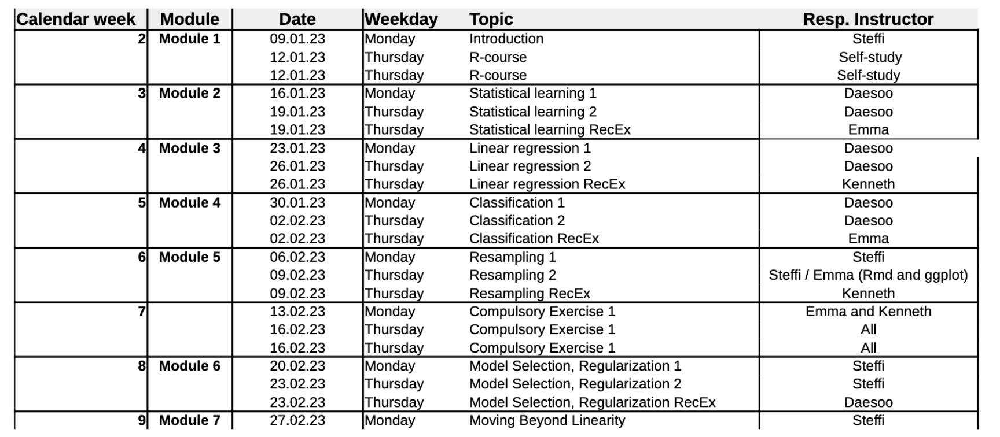 Calendar week Module Date Weekday Topic Resp. Instructor
2 Module 1 09.01.23 Monday Introduction Steffi
12.01.23 Thursday R-course Self-study
12.01.23 Thursday R-course Self-study
3 Module 2 16.01.23 Monday Statistical learning 1 Daesoo
19.01.23 Thursday Statistical learning 2 Daesoo
19.01.23 Thursday Statistical learning RecEx Emma
4 Module 3 23.01.23 Monday Linear regression 1 Daesoo
26.01.23 Thursday Linear regression 2 Daesoo
26.01.23 Thursday Linear regression RecEx Kenneth
5 Module 4 30.01.23 Monday Classification 1 Daesoo
02.02.23 Thursday Classification 2 Daesoo
02.02.23 Thursday Classification RecEx Emma
6 Module 5 06.02.23 Monday Resampling 1 Steffi
09.02.23 Thursday Resampling 2 Steffi / Emma (Rmd and ggplot)
09.02.23 Thursday Resampling RecEx Kenneth
7 13.02.23 Monday Compulsory Exercise 1 Emma and Kenneth
16.02.23 Thursday Compulsory Exercise 1 All
16.02.23 Thursday Compulsory Exercise 1 All
8 Module 6 20.02.23 Monday Model Selection, Regularization 1 Steffi
23.02.23 Thursday Model Selection, Regularization 2 Steffi
23.02.23 Thursday Model Selection, Regularization RecEx Daesoo
9 Module 7 27.02.23 Monday Moving Beyond Linearity Steffi